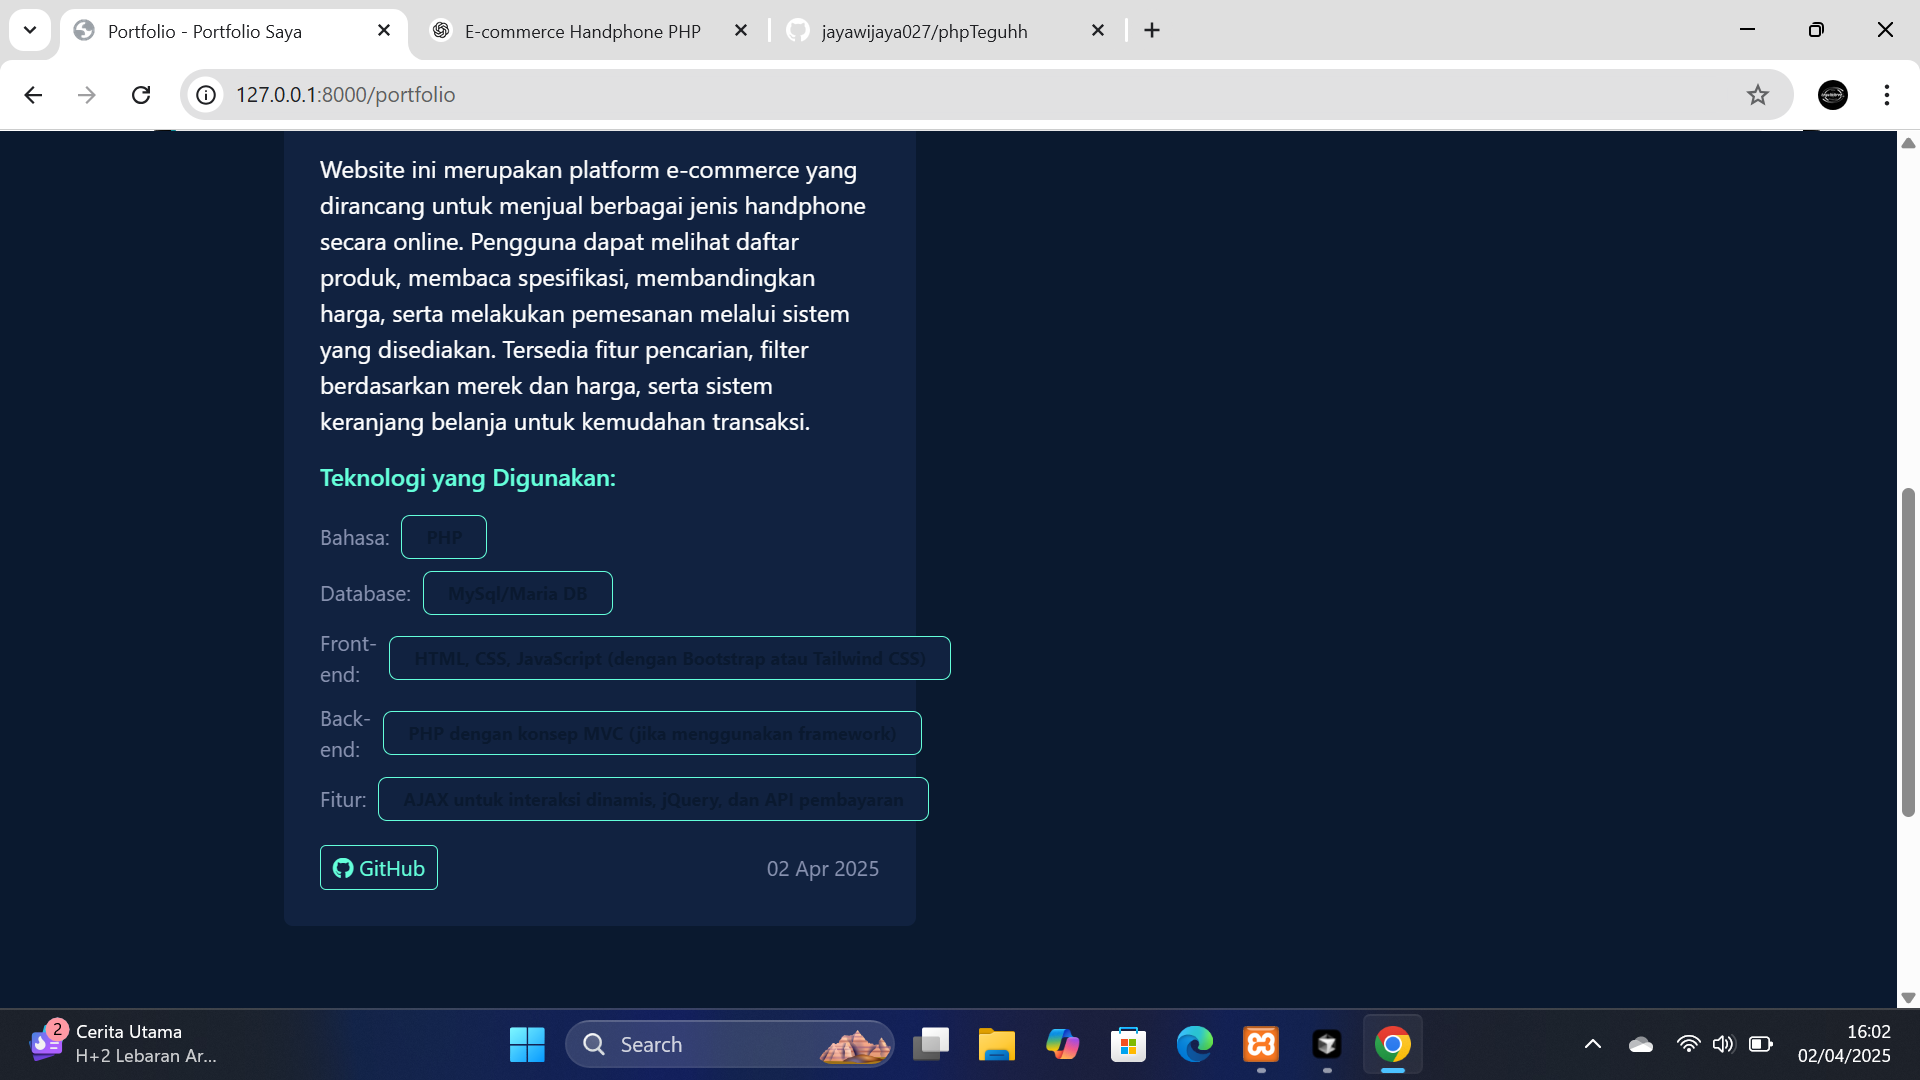 Portfolio - Portfolio Saya
E-commerce Handphone PHP
jayawijaya027/phpTeguhh
127.0.0.1:8000/portfolio
Website ini merupakan platform e-commerce yang
dirancang untuk menjual berbagai jenis handphone
secara online. Pengguna dapat melihat daftar
produk, membaca spesifikasi, membandingkan
harga, serta melakukan pemesanan melalui sistem
yang disediakan. Tersedia fitur pencarian, filter
berdasarkan merek dan harga, serta sistem
keranjang belanja untuk kemudahan transaksi.
Teknologi yang Digunakan:
Bahasa: PHP
Database: MySql/Maria DB
Front-
end:
HTML, CSS, JavaScript (dengan Bootstrap atau Tailwind CSS)
Back-
end:
PHP dengan konsep MVC (jika menggunakan framework)
Fitur: AJAX untuk interaksi dinamis, jQuery, dan API pembayaran
GitHub
02 Apr 2025
2
Cerita Utama
H+2 Lebaran Ar...
Search
16:02
02/04/2025